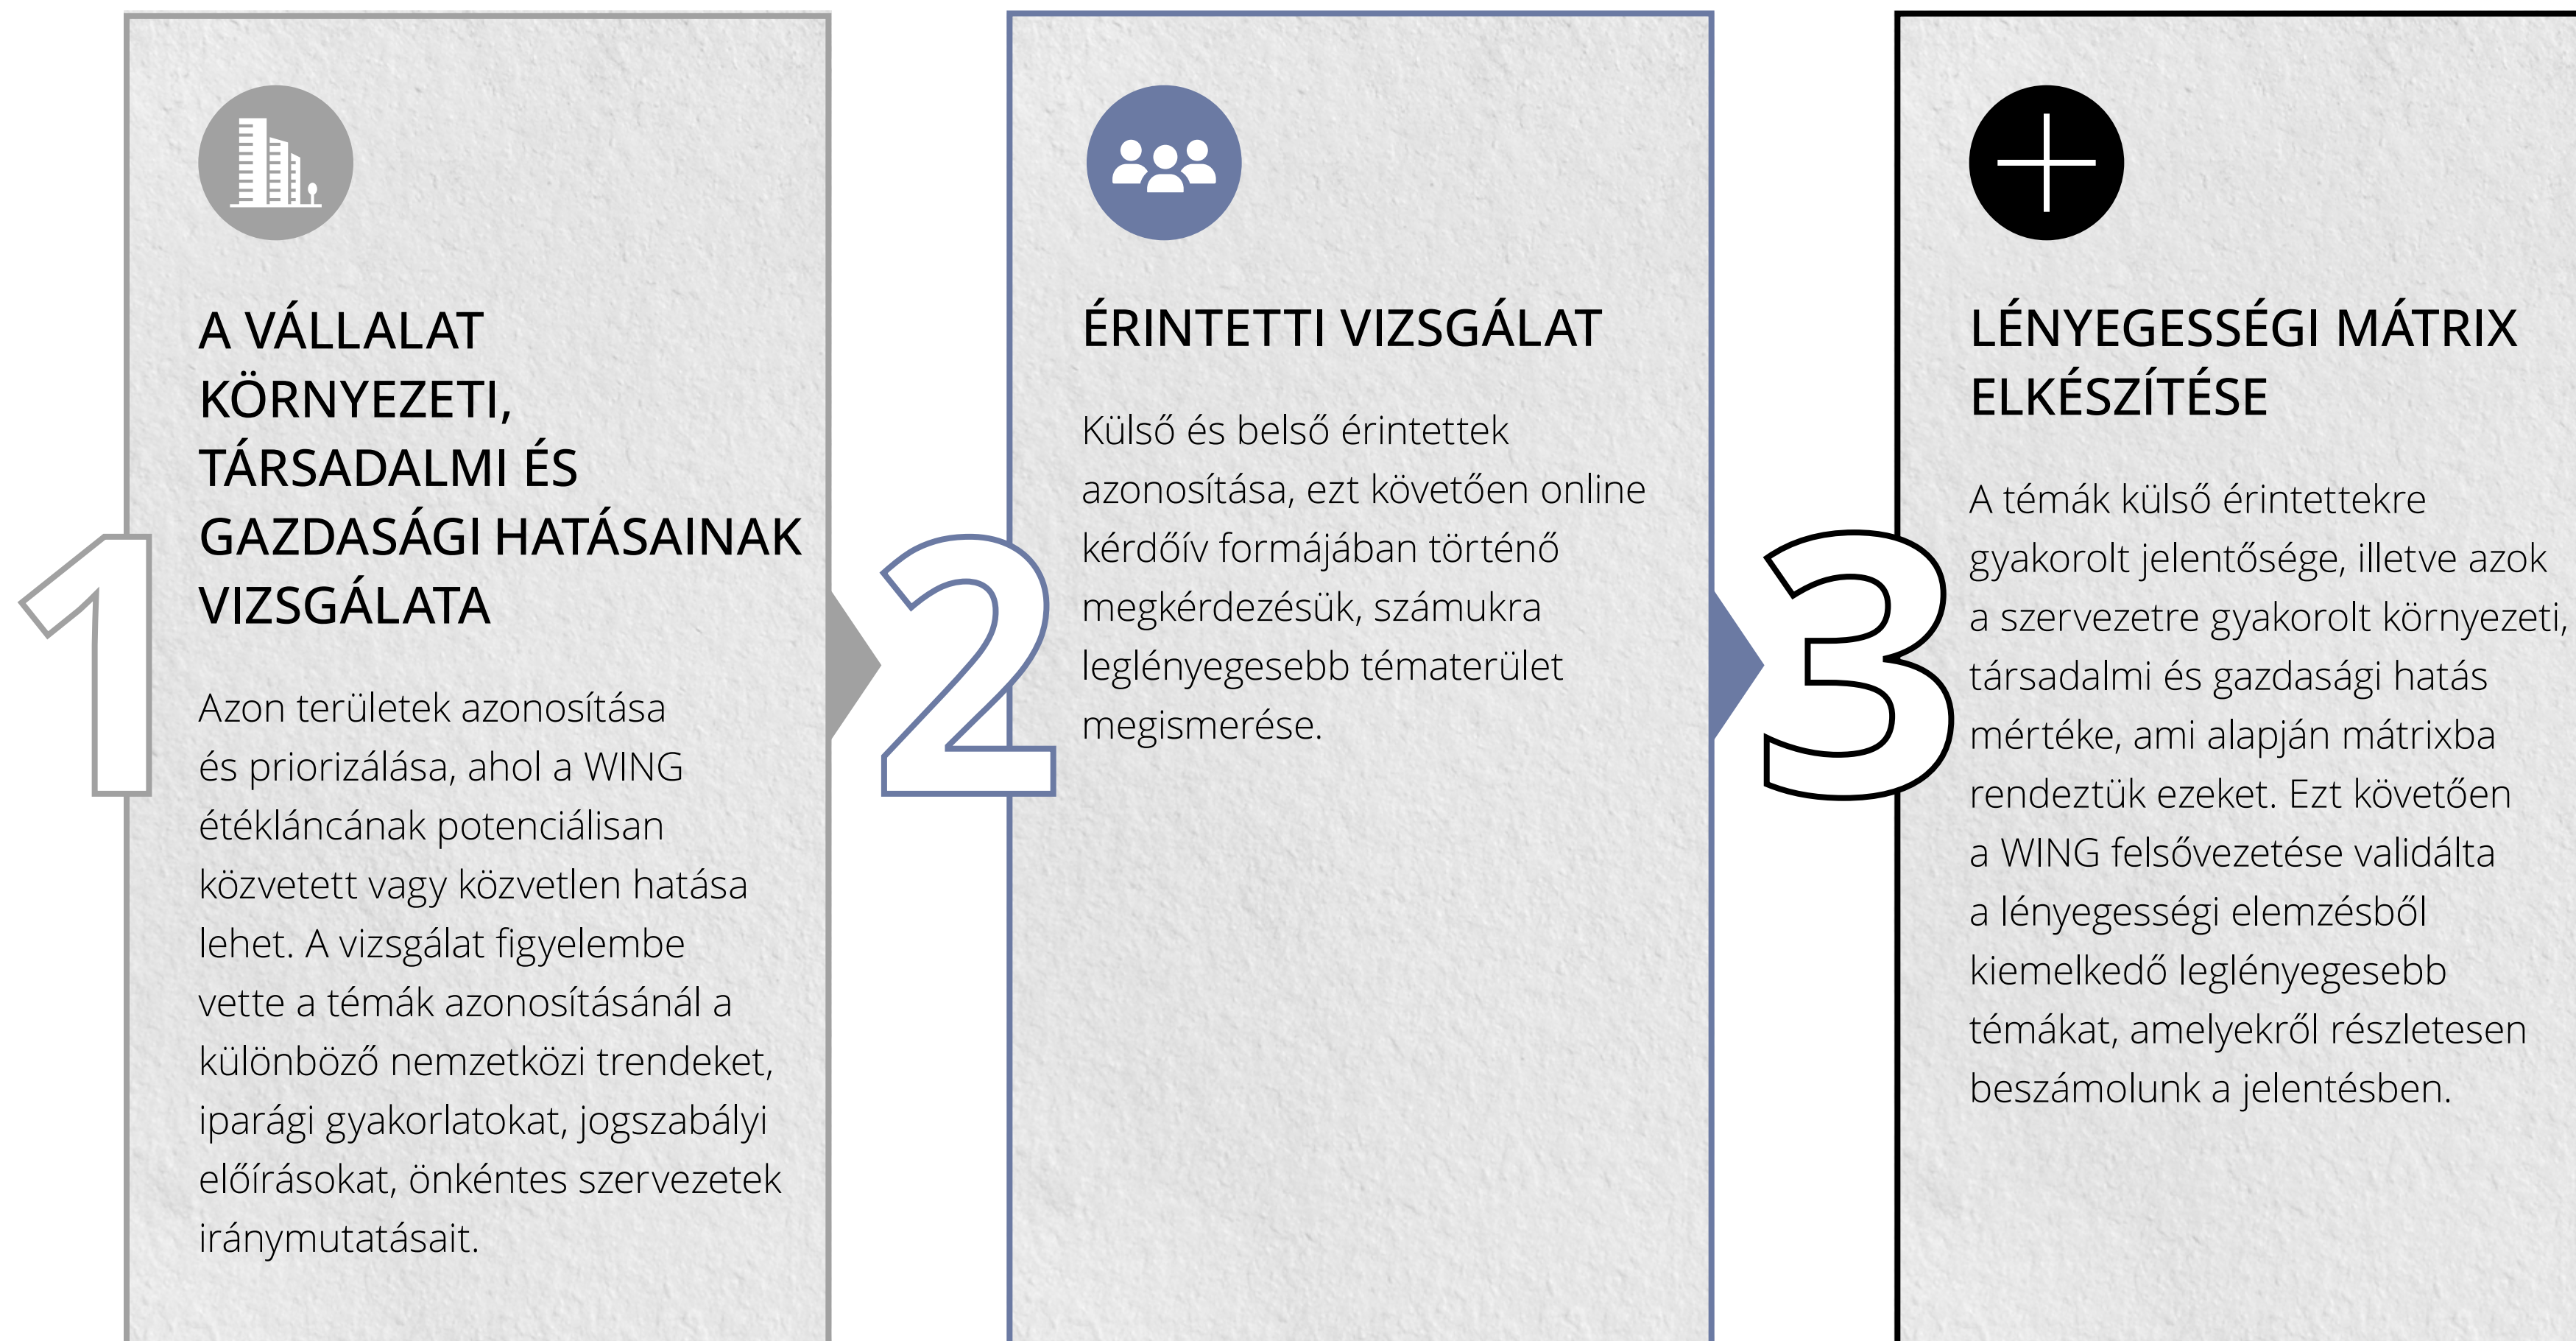 1
A VÁLLALAT
KÖRNYEZETI,
TÁRSADALMI ÉS
GAZDASÁGI HATÁSAINAK
VIZSGÁLATA
Azon területek azonosítása
és priorizálása, ahol a WING
étékláncának potenciálisan
közvetett vagy közvetlen hatása
lehet. A vizsgálat figyelembe
vette a témák azonosításánál a
különböző nemzetközi trendeket,
iparági gyakorlatokat, jogszabályi
előírásokat, önkéntes szervezetek
iránymutatásait.
2
ÉRINTETTI VIZSGÁLAT
Külső és belső érintettek
azonosítása, ezt követően online
kérdőív formájában történő
megkérdezésük, számukra
leglényegesebb tématerület
megismerése.
3
LÉNYEGESSÉGI MÁTRIX
ELKÉSZÍTÉSE
A témák külső érintettekre
gyakorolt jelentősége, illetve azok
a szervezetre gyakorolt környezeti,
társadalmi és gazdasági hatás
mértéke, ami alapján mátrixba
rendeztük ezeket. Ezt követően
a WING felsővezetése validálta
a lényegességi elemzésből
kiemelkedő leglényegesebb
témákat, amelyekről részletesen
beszámolunk a jelentésben.